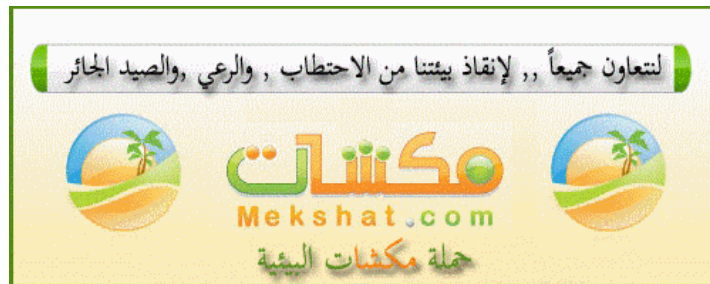 لنتعاون جميعاً ,, لإنقاذ بيئتنا من الاحتطاب , والرعي ,والصيد الجائر
مكشات
Mekshat.com
حملة مكشات البيئية